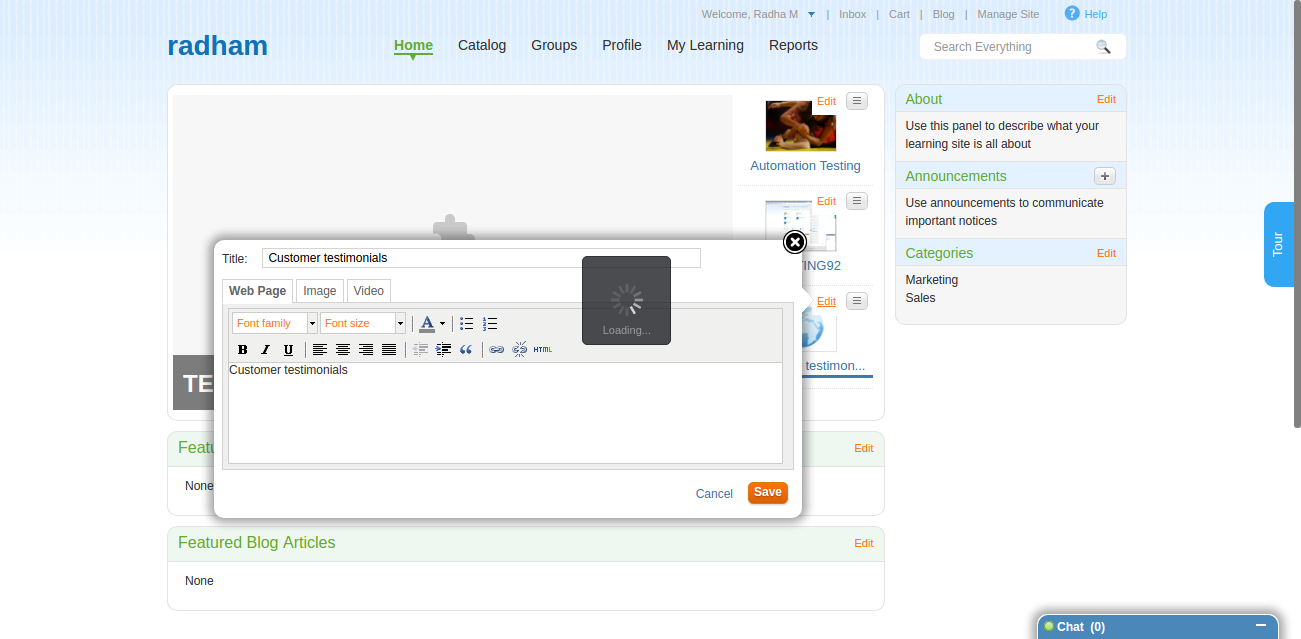 Welcome, Radha M | Inbox | Cart | Blog | Manage Site ? Help
radham
Home Catalog Groups Profile My Learning Reports
Search Everything
Edit
Automation Testing
Edit
ING92
Edit
testimon...
About Edit
Use this panel to describe what your
learning site is all about
Announcements +
Use announcements to communicate
important notices
Categories Edit
Marketing
Sales
Tour
Title: Customer testimonials
Web Page Image Video
Loading...
Font family Font size A
B I U HTML
Customer testimonials
Cancel Save
TE
Featu Edit
None
Featured Blog Articles Edit
None
Chat (0)